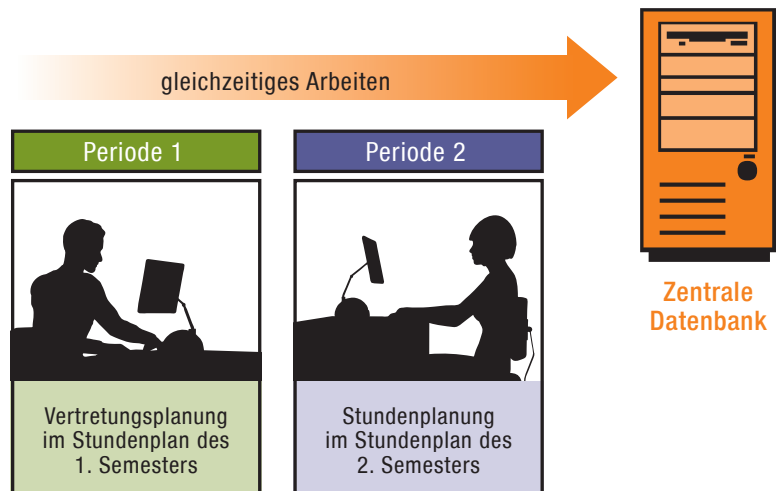 gleichzeitiges Arbeiten
Periode 1
Periode 2
Vertretungsplanung
im Stundenplan des
1. Semesters
Stundenplanung
im Stundenplan des
2. Semesters
Zentrale
Datenbank